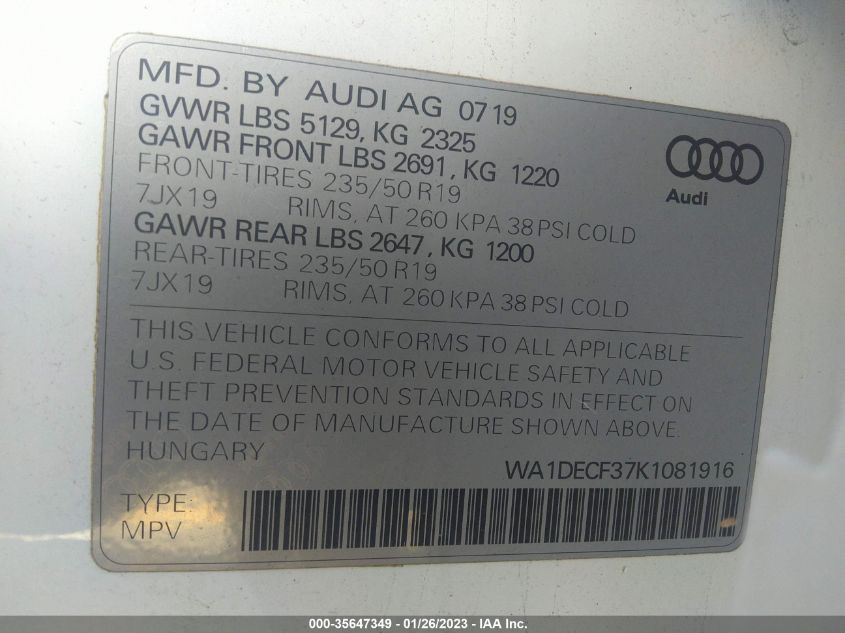 MFD. BY AUDI AG 0719
GVWR LBS 5129, KG 2325
GAWR FRONT LBS 2691, KG 1220
FRONT-TIRES 235/50 R19
7JX19 RIMS, AT 260 KPA 38 PSI COLD
GAWR REAR LBS 2647, KG 1200
REAR-TIRES 235/50 R19
7JX19 RIMS, AT 260 KPA 38 PSI COLD
Audi
THIS VEHICLE CONFORMS TO ALL APPLICABLE
U.S. FEDERAL MOTOR VEHICLE SAFETY AND
THEFT PREVENTION STANDARDS IN EFFECT ON
THE DATE OF MANUFACTURE SHOWN ABOVE.
HUNGARY
WA1DECF37K1081916
TYPE:
MPV
000-35647349 - 01/26/2023 - IAA Inc.